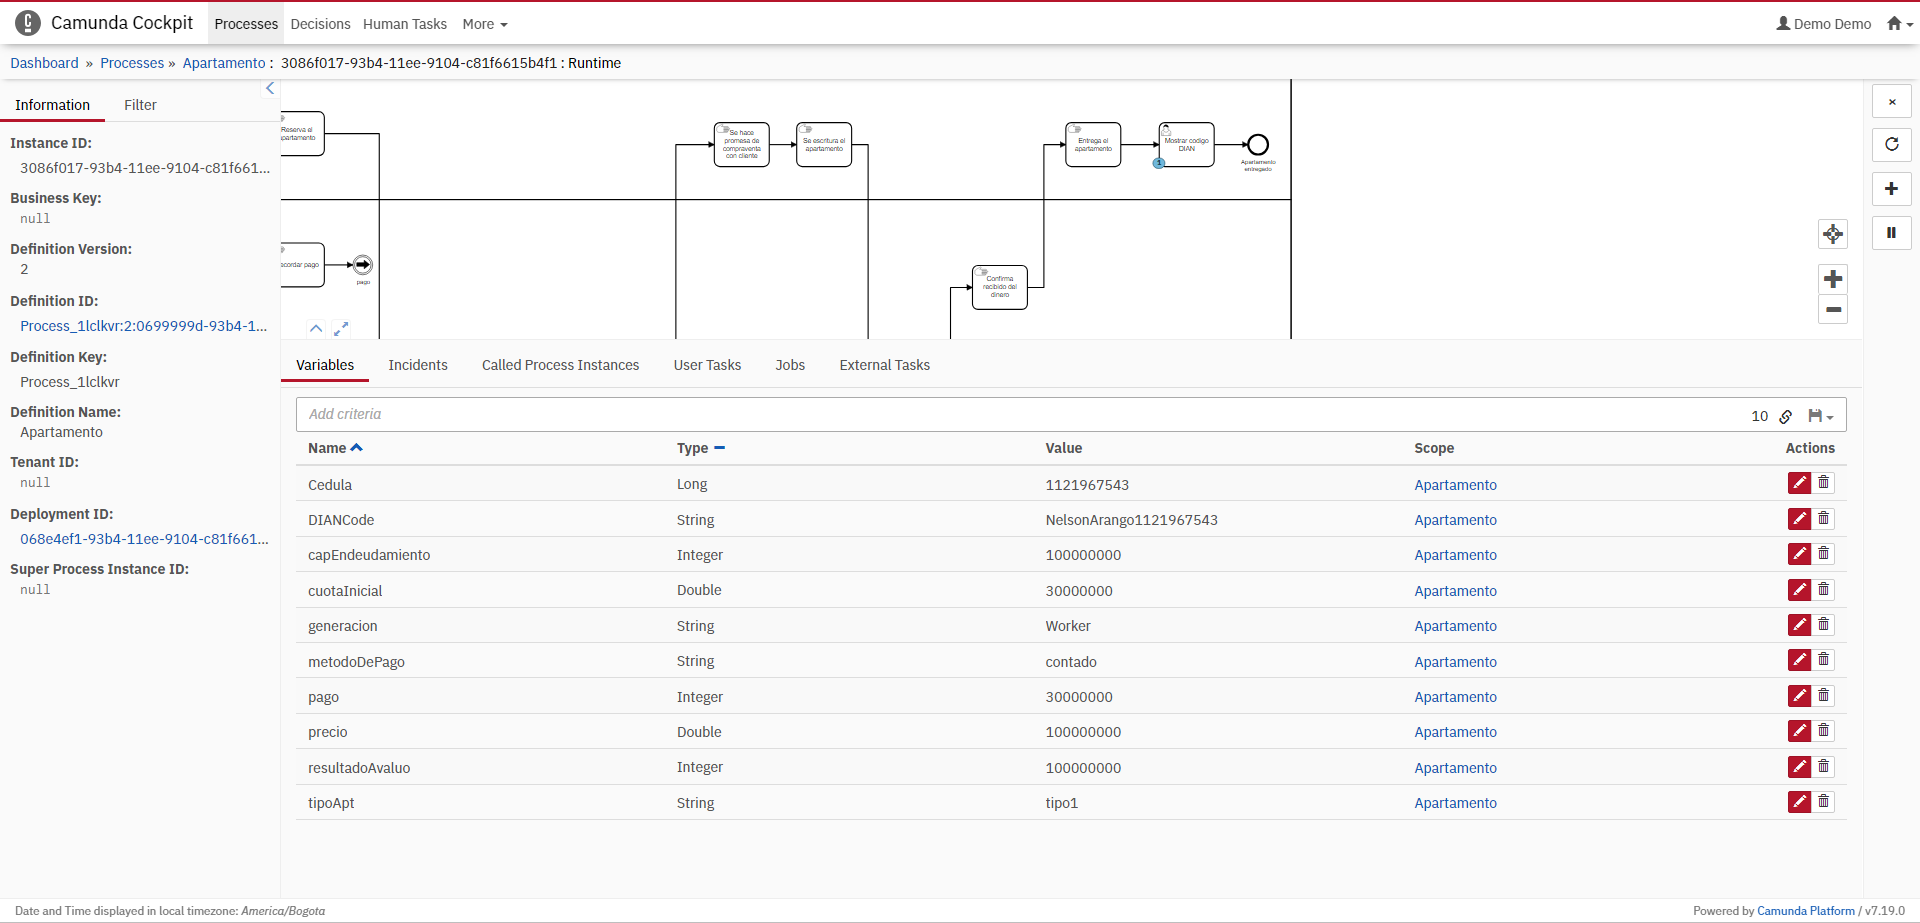 Camunda Cockpit Processes Decisions Human Tasks More Demo Demo
Dashboard » Processes » Apartamento : 3086f017-93b4-11ee-9104-c81f6615b4f1 : Runtime
Information Filter
Instance ID:
3086f017-93b4-11ee-9104-c81f661...
Business Key:
null
Definition Version:
2
Definition ID:
Process_1lclkvr:2:0699999d-93b4-1...
Definition Key:
Process_1lclkvr
Definition Name:
Apartamento
Tenant ID:
null
Deployment ID:
068e4ef1-93b4-11ee-9104-c81f661...
Super Process Instance ID:
null
Reserva el
apartamento
Se hace
promesa de
compraventa
con cliente
Se escritura el
apartamento
Entrega el
apartamento
Mostrar codigo
DIAN
1
Apartamento
entregado
cordar pago
pago
Confirma
recibido del
dinero
Variables Incidents Called Process Instances User Tasks Jobs External Tasks
Add criteria 10
Name Type Value Scope Actions
Cedula Long 1121967543 Apartamento
DIANCode String NelsonArango1121967543 Apartamento
capEndeudamiento Integer 100000000 Apartamento
cuotaInicial Double 30000000 Apartamento
generacion String Worker Apartamento
metodoDePago String contado Apartamento
pago Integer 30000000 Apartamento
precio Double 100000000 Apartamento
resultadoAvaluo Integer 100000000 Apartamento
tipoApt String tipo1 Apartamento
Date and Time displayed in local timezone: America/Bogota
Powered by Camunda Platform / v7.19.0